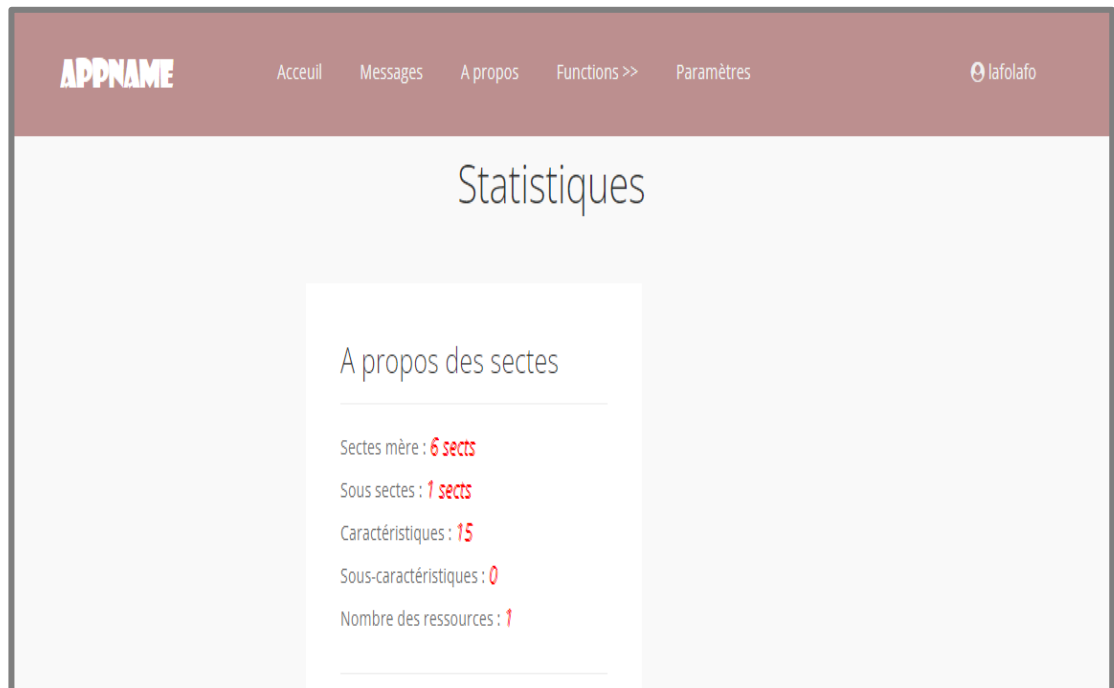 APPNAME Acceuil Messages A propos Functions >> Paramètres lafolafo
Statistiques
A propos des sectes
Sectes mère : 6 sects
Sous sectes : 1 sects
Caractéristiques : 15
Sous-caractéristiques : 0
Nombre des ressources : 1